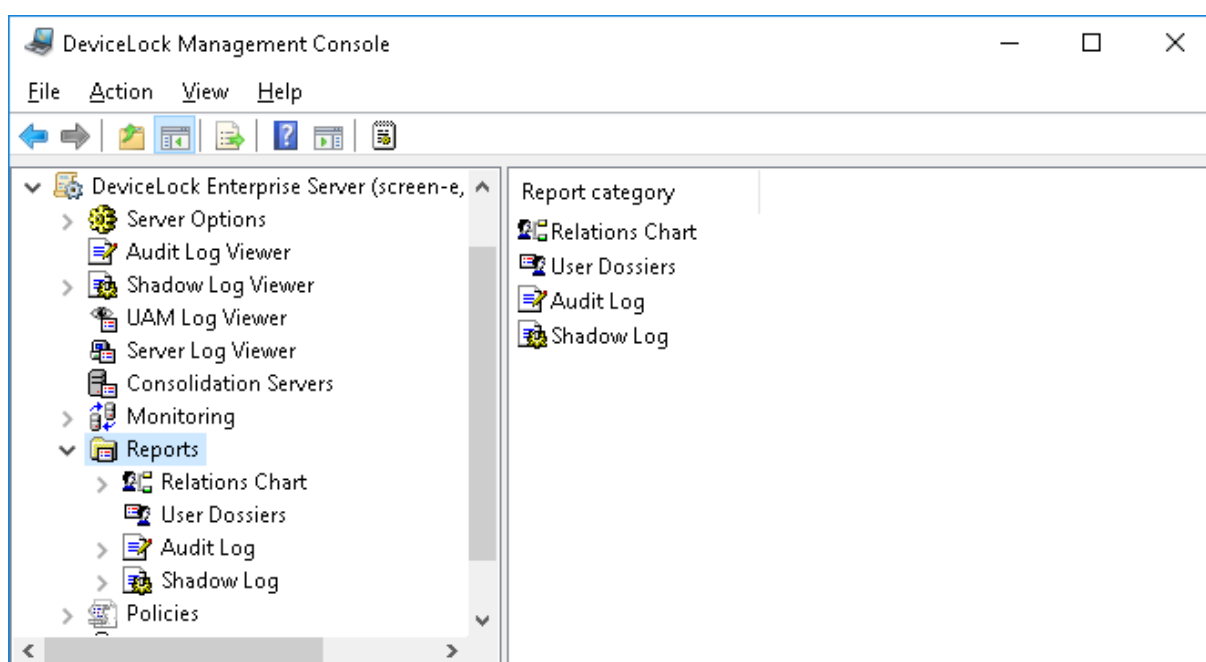 DeviceLock Management Console
File Action View Help
DeviceLock Enterprise Server (screen-e,
Server Options
Audit Log Viewer
Shadow Log Viewer
UAM Log Viewer
Server Log Viewer
Consolidation Servers
Monitoring
Reports
Relations Chart
User Dossiers
Audit Log
Shadow Log
Policies
Report category
Relations Chart
User Dossiers
Audit Log
Shadow Log